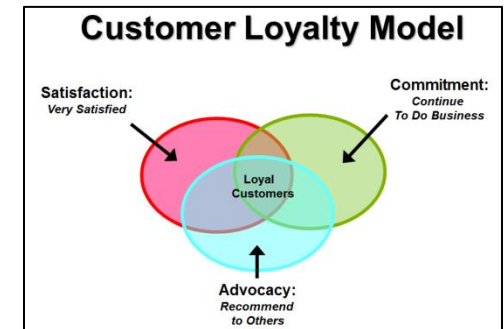 Customer Loyalty Model
Satisfaction:
Very Satisfied
Commitment:
Continue
To Do Business
Loyal
Customers
Advocacy:
Recommend
to Others